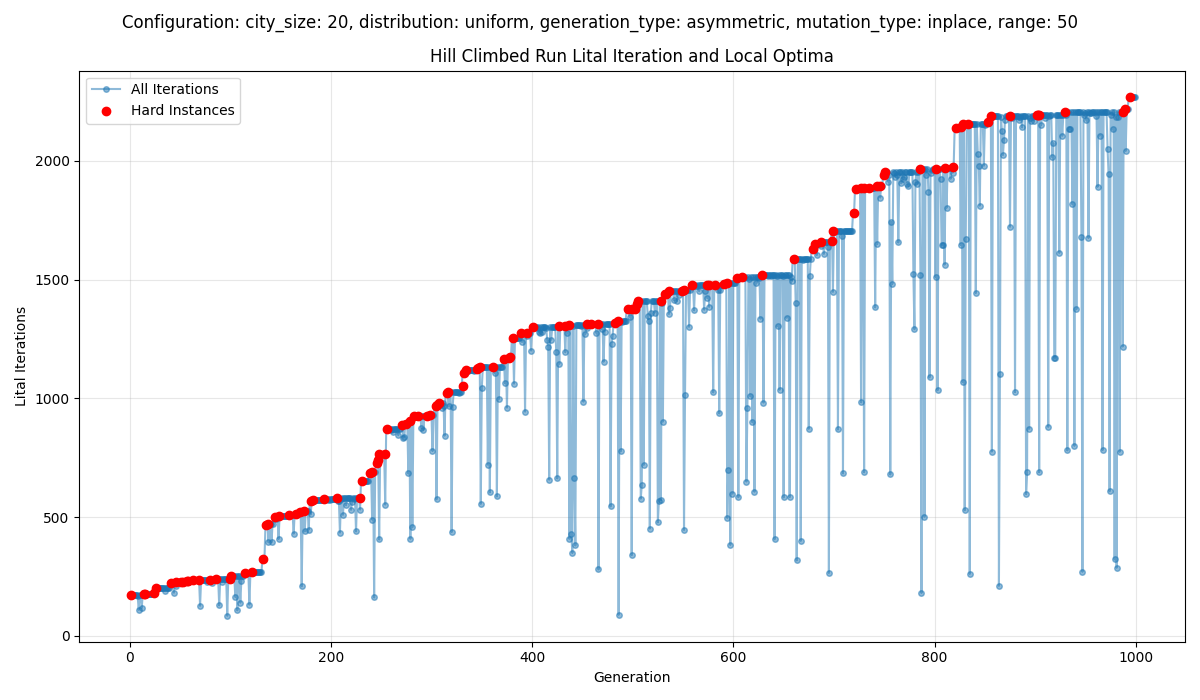 Configuration: city_size: 20, distribution: uniform, generation_type: asymmetric, mutation_type: inplace, range: 50
Hill Climbed Run Lital Iteration and Local Optima
All Iterations
Hard Instances
Lital Iterations
2000
1500
1000
500
0
0 200 400 600 800 1000
Generation